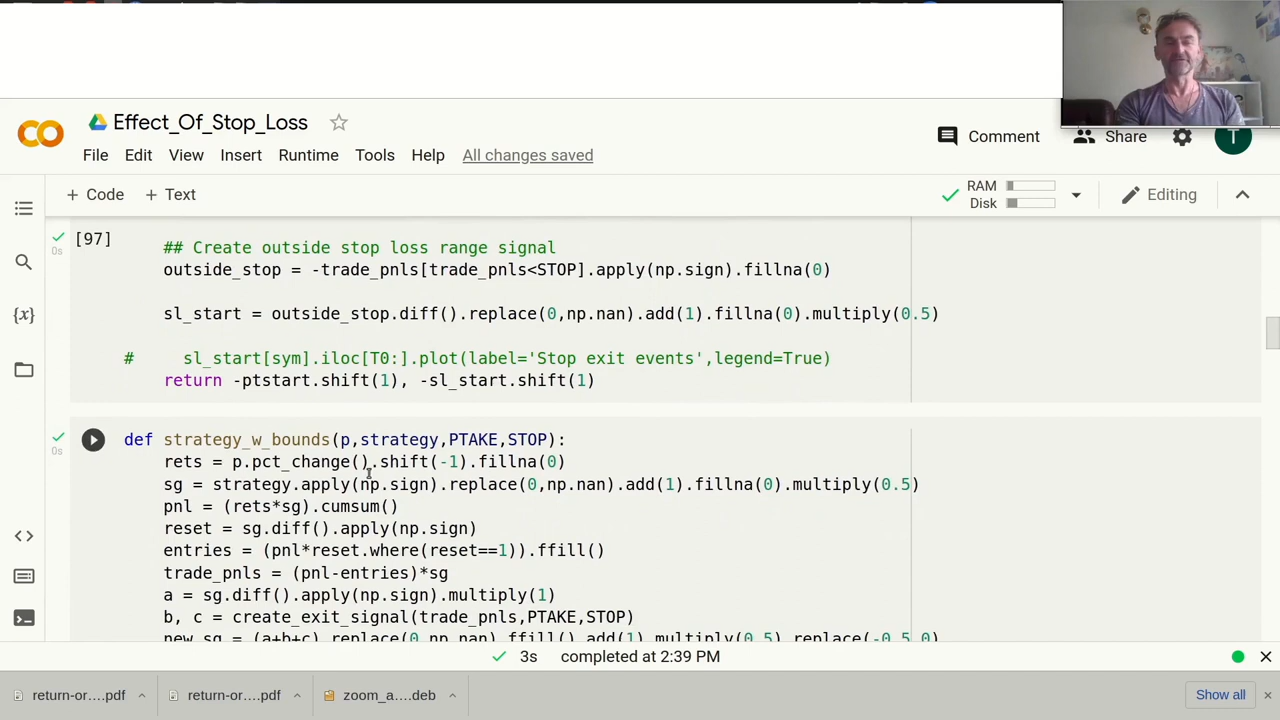 Effect_Of_Stop_Loss
File Edit View Insert Runtime Tools Help All changes saved
Comment Share T
+ Code + Text
RAM
Disk
Editing
[97]
0s
## Create outside stop loss range signal
outside_stop = -trade_pnls[trade_pnls<STOP].apply(np.sign).fillna(0)
sl_start = outside_stop.diff().replace(0,np.nan).add(1).fillna(0).multiply(0.5)
# sl_start[sym].iloc[T0:].plot(label='Stop exit events',legend=True)
return -ptstart.shift(1), -sl_start.shift(1)
0s
def strategy_w_bounds(p,strategy,PTAKE,STOP):
rets = p.pct_change().shift(-1).fillna(0)
sg = strategy.apply(np.sign).replace(0,np.nan).add(1).fillna(0).multiply(0.5)
pnl = (rets*sg).cumsum()
reset = sg.diff().apply(np.sign)
entries = (pnl*reset.where(reset==1)).ffill()
trade_pnls = (pnl-entries)*sg
a = sg.diff().apply(np.sign).multiply(1)
b, c = create_exit_signal(trade_pnls,PTAKE,STOP)
new_sg = (a+b+c).replace(0,np.nan).ffill().add(1).multiply(0.5).replace(-0.5,0)
3s completed at 2:39 PM
return-or....pdf
return-or....pdf
zoom_a....deb
Show all